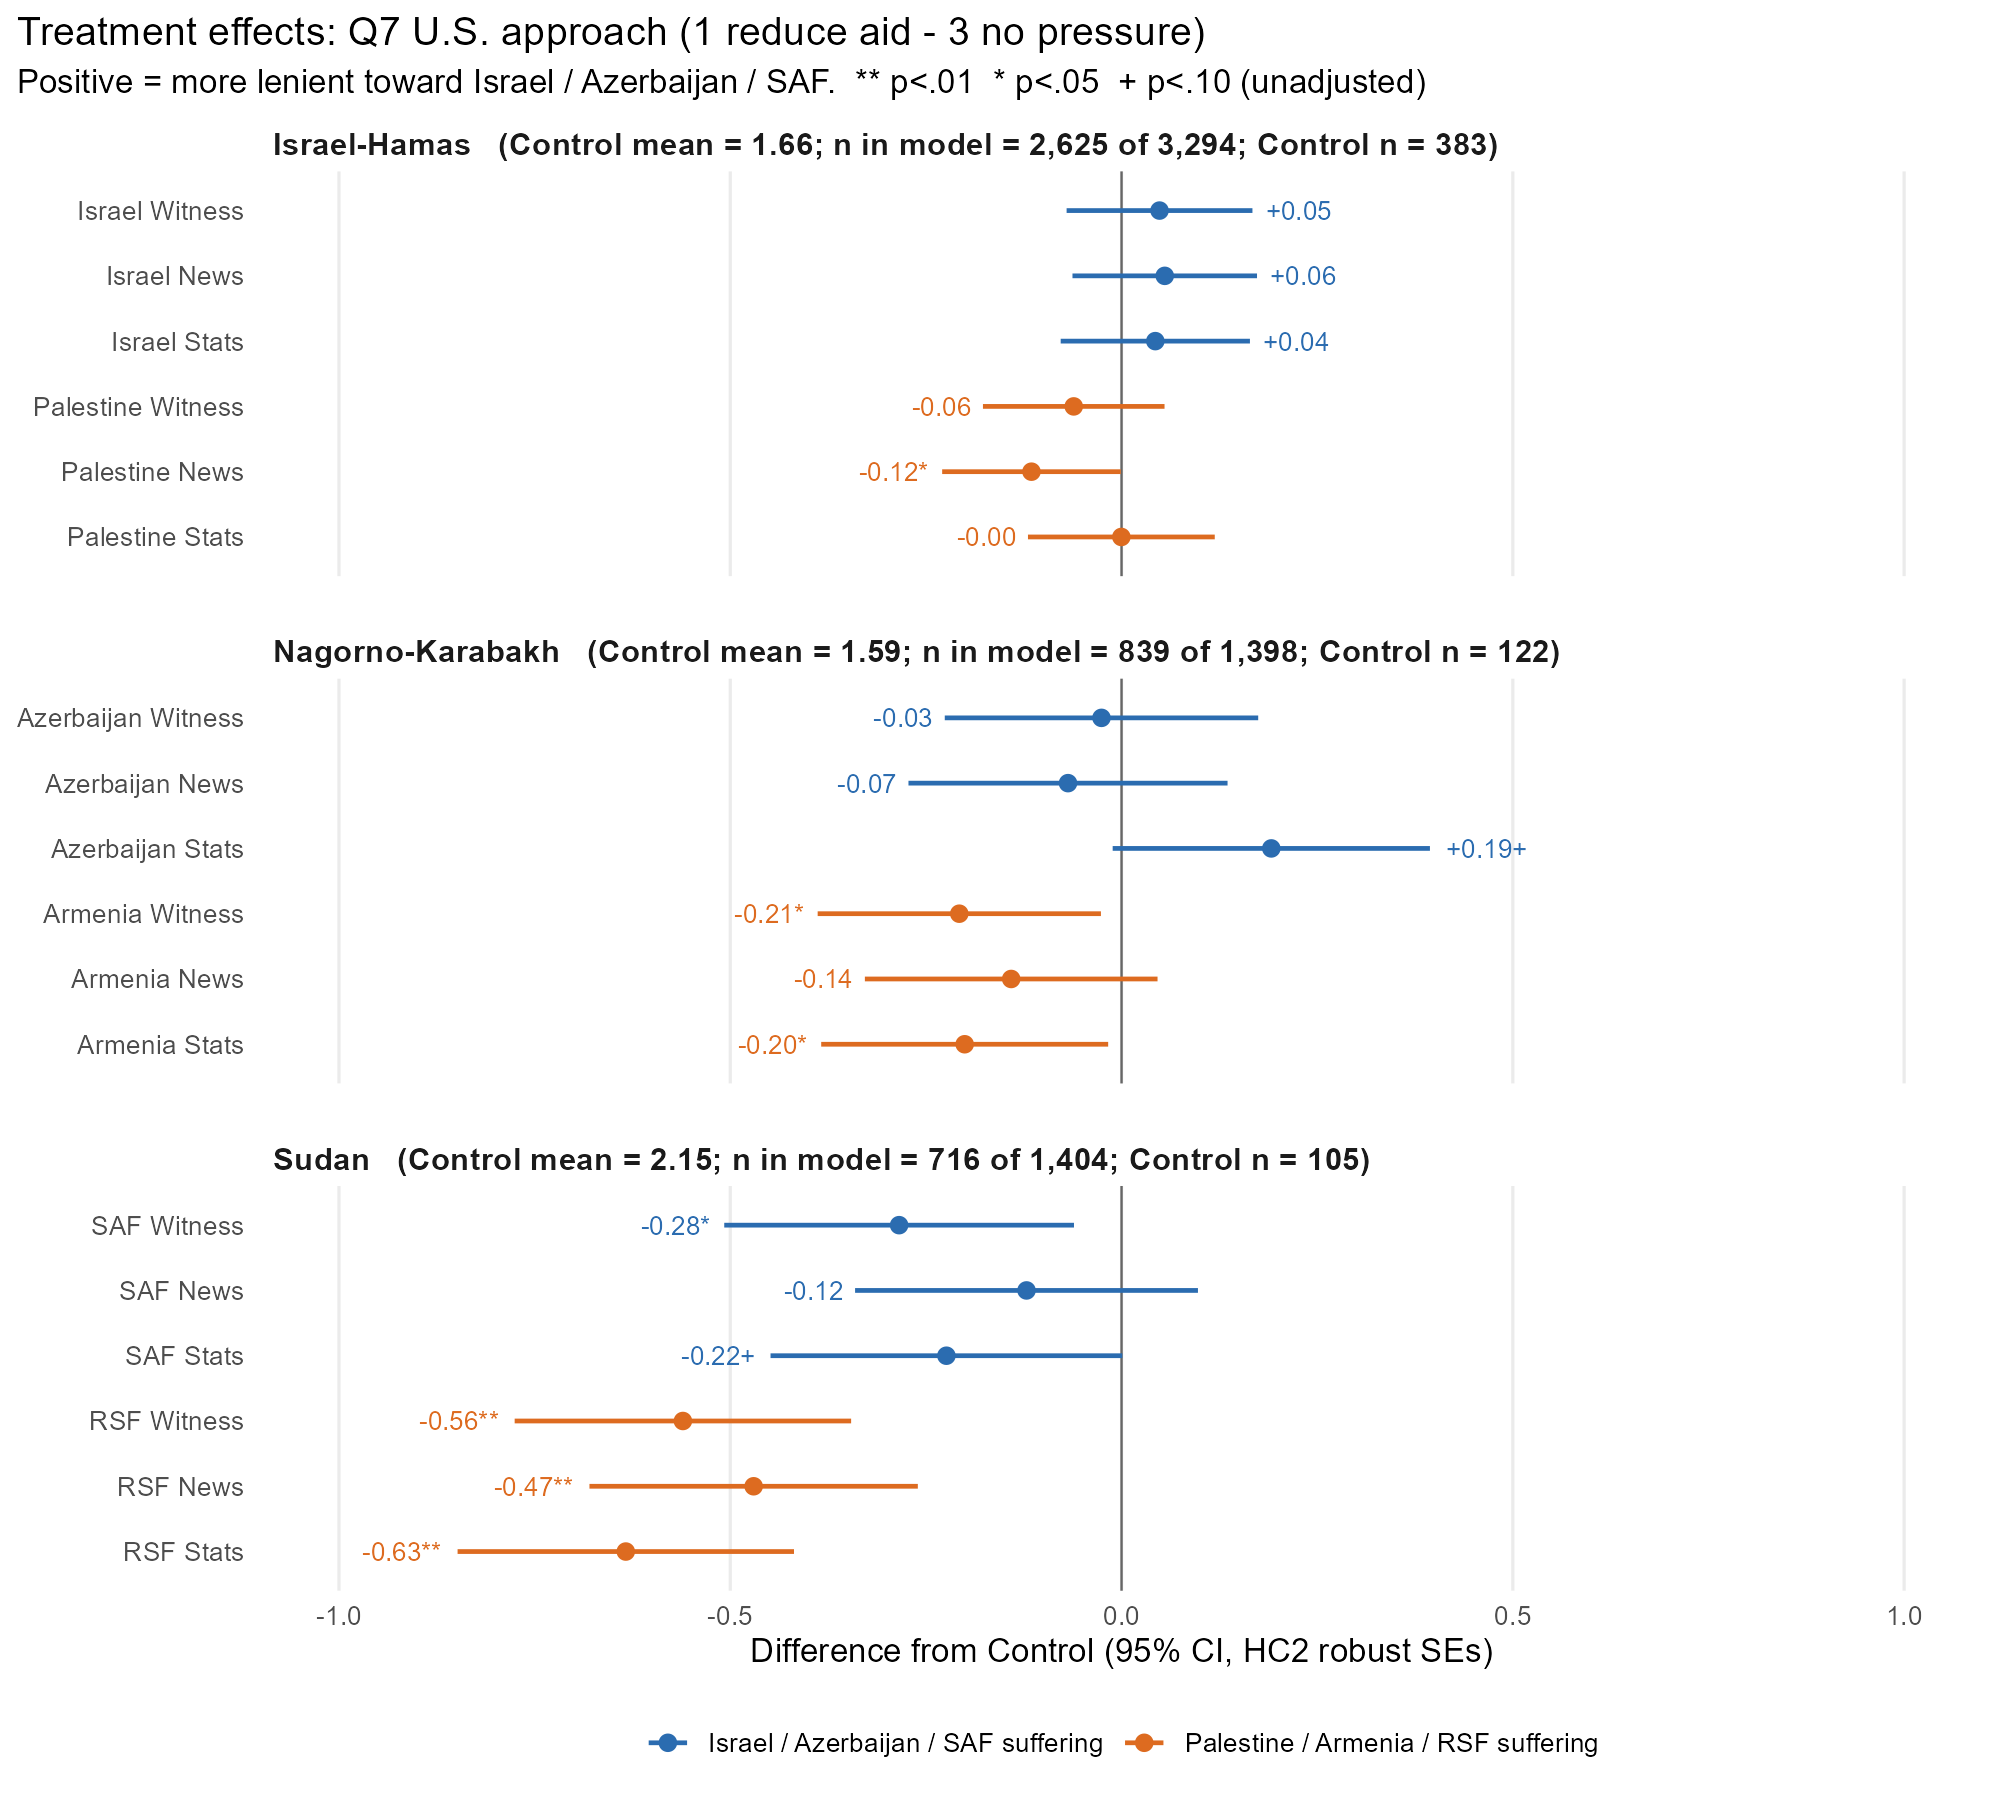 Treatment effects: Q7 U.S. approach (1 reduce aid - 3 no pressure)
Positive = more lenient toward Israel / Azerbaijan / SAF.  ** p<.01  * p<.05  + p<.10 (unadjusted)
Israel-Hamas   (Control mean = 1.66; n in model = 2,625 of 3,294; Control n = 383)
Israel Witness +0.05
Israel News +0.06
Israel Stats +0.04
Palestine Witness -0.06
Palestine News -0.12*
Palestine Stats -0.00
Nagorno-Karabakh   (Control mean = 1.59; n in model = 839 of 1,398; Control n = 122)
Azerbaijan Witness -0.03
Azerbaijan News -0.07
Azerbaijan Stats +0.19+
Armenia Witness -0.21*
Armenia News -0.14
Armenia Stats -0.20*
Sudan   (Control mean = 2.15; n in model = 716 of 1,404; Control n = 105)
SAF Witness -0.28*
SAF News -0.12
SAF Stats -0.22+
RSF Witness -0.56**
RSF News -0.47**
RSF Stats -0.63**
-1.0 -0.5 0.0 0.5 1.0
Difference from Control (95% CI, HC2 robust SEs)
Israel / Azerbaijan / SAF suffering Palestine / Armenia / RSF suffering